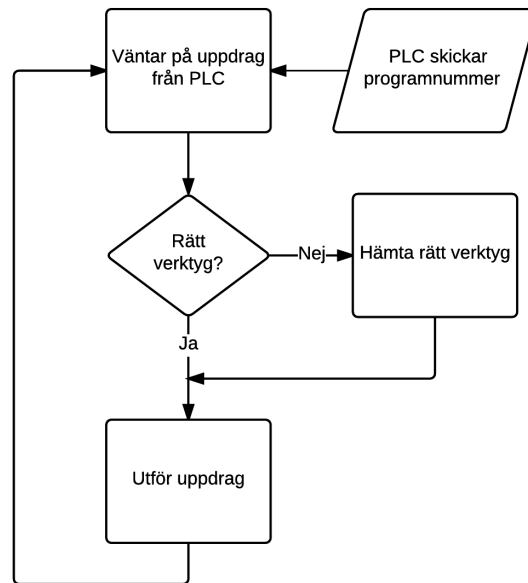 Väntar på uppdrag
från PLC
PLC skickar
programnummer
Rätt
verktyg?
Nej
Hämta rätt verktyg
Ja
Utför uppdrag